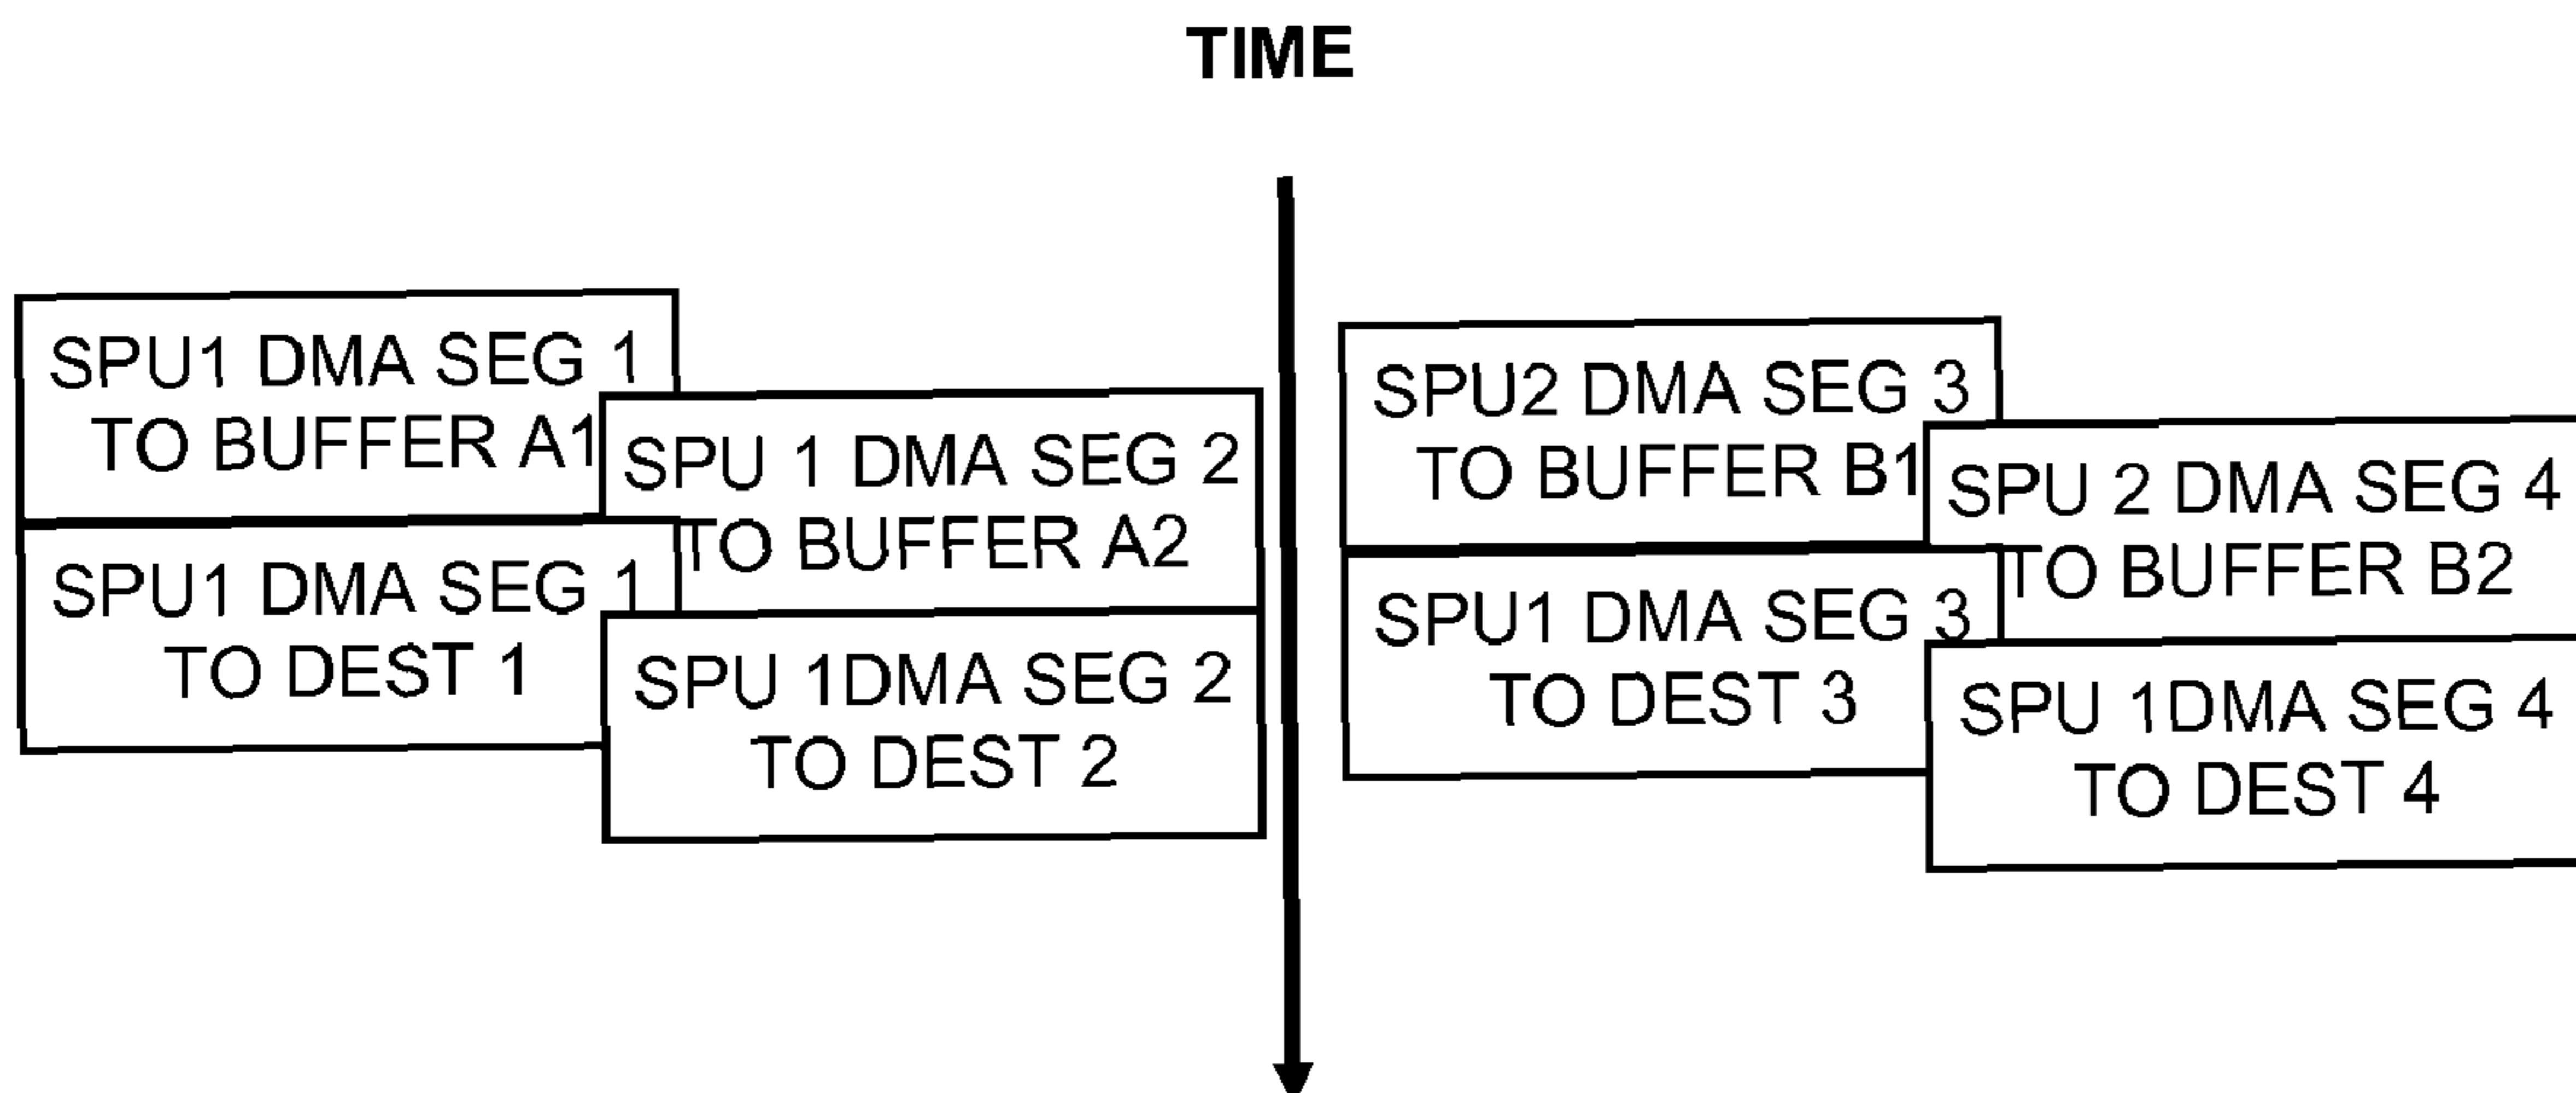 TIME
SPU1 DMA SEG 1
TO BUFFER A1
SPU 1 DMA SEG 2
TO BUFFER A2
SPU1 DMA SEG 1
TO DEST 1
SPU 1DMA SEG 2
TO DEST 2
SPU2 DMA SEG 3
TO BUFFER B1
SPU 2 DMA SEG 4
TO BUFFER B2
SPU1 DMA SEG 3
TO DEST 3
SPU 1DMA SEG 4
TO DEST 4